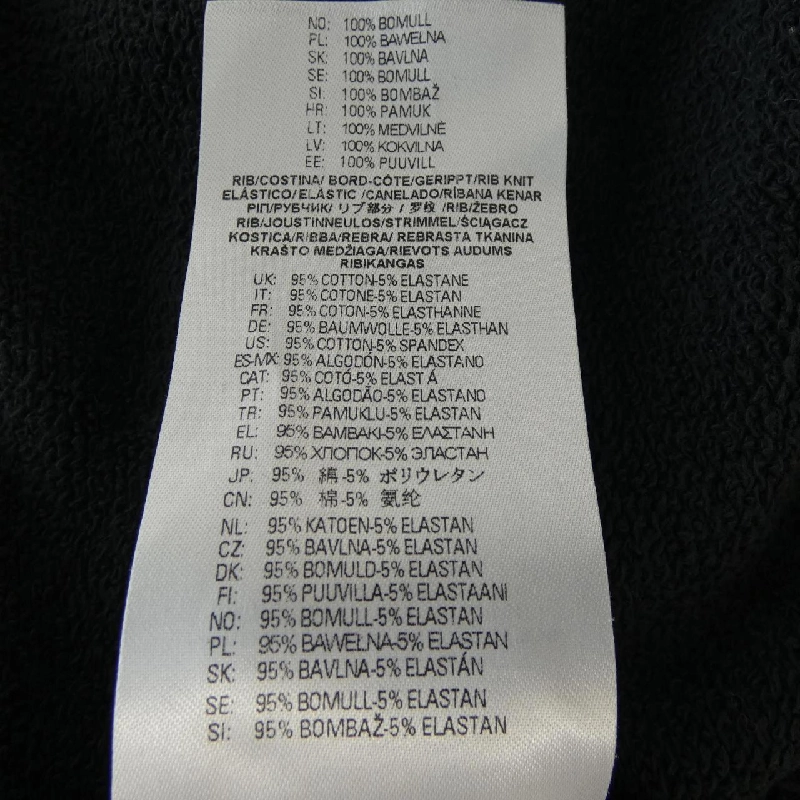 NO: 100% BOMULL
PL: 100% BAWEŁNA
SK: 100% BAVLNA
SE: 100% BOMULL
SI: 100% BOMBAŽ
HR: 100% PAMUK
LT: 100% MEDVILNĖ
LV: 100% KOKVILNA
EE: 100% PUUVILL
RIB/COSTINA/ BORD-CÔTE/GERIPPT/RIB KNIT
ELÁSTICO/ELÀSTIC /CANELADO/RİBANA KENAR
ΡΙΠ/РУБЧИК/ リブ部分 / 罗纹 /RIB/ŽEBRO
RIB/JOUSTINNEULOS/STRIMMEL/ŚCIĄGACZ
KOSTICA/RIBBA/REBRA/ REBRASTA TKANINA
KRAŠTO MEDŽIAGA/RIEVOTS AUDUMS
RIBIKANGAS
UK: 95% COTTON-5% ELASTANE
IT: 95% COTONE-5% ELASTAN
FR: 95% COTON-5% ELASTHANNE
DE: 95% BAUMWOLLE-5% ELASTHAN
US: 95% COTTON-5% SPANDEX
ES-MX: 95% ALGODÓN-5% ELASTANO
CAT: 95% COTÓ-5% ELASTÀ
PT: 95% ALGODÃO-5% ELASTANO
TR: 95% PAMUKLU-5% ELASTAN
EL: 95% ΒΑΜΒΑΚΙ-5% ΕΛΑΣΤΑΝΗ
RU: 95% ХЛОПОК-5% ЭЛАСТАН
JP: 95% 綿-5% ポリウレタン
CN: 95% 棉-5% 氨纶
NL: 95% KATOEN-5% ELASTAN
CZ: 95% BAVLNA-5% ELASTAN
DK: 95% BOMULD-5% ELASTAN
FI: 95% PUUVILLA-5% ELASTAANI
NO: 95% BOMULL-5% ELASTAN
PL: 95% BAWEŁNA-5% ELASTAN
SK: 95% BAVLNA-5% ELASTÁN
SE: 95% BOMULL-5% ELASTAN
SI: 95% BOMBAŽ-5% ELASTAN